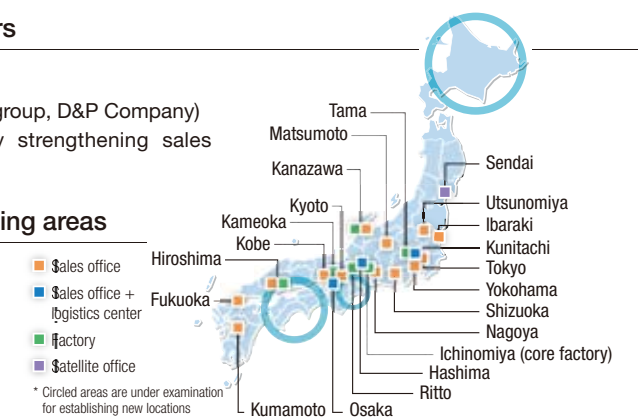 rs
group, D&P Company)
y strengthening sales
ing areas
Sales office
Sales office +
logistics center
Factory
Satellite office
* Circled areas are under examination
for establishing new locations
Tama
Matsumoto
Kanazawa
Kyoto
Kameoka
Kobe
Hiroshima
Fukuoka
Kumamoto
Osaka
Sendai
Utsunomiya
Ibaraki
Kunitachi
Tokyo
Yokohama
Shizuoka
Nagoya
Ichinomiya (core factory)
Hashima
Ritto